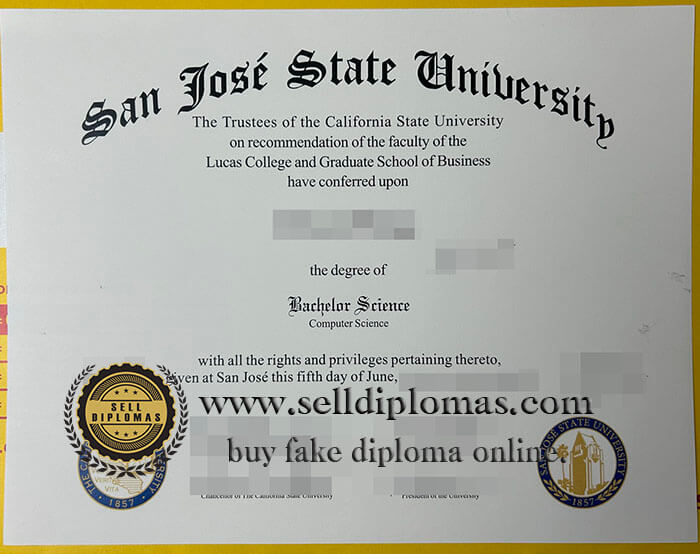 San José State University
The Trustees of the California State University
on recommendation of the faculty of the
Lucas College and Graduate School of Business
have conferred upon
the degree of
Bachelor Science
Computer Science
with all the rights and privileges pertaining thereto,
given at San José this fifth day of June,
SELL
DIPLOMAS
www.selldiplomas.com
buy fake diploma online
VERITAS
VITA
1857
SAN JOSE STATE UNIVERSITY
1857
Chancellor of The California State University
President of the University